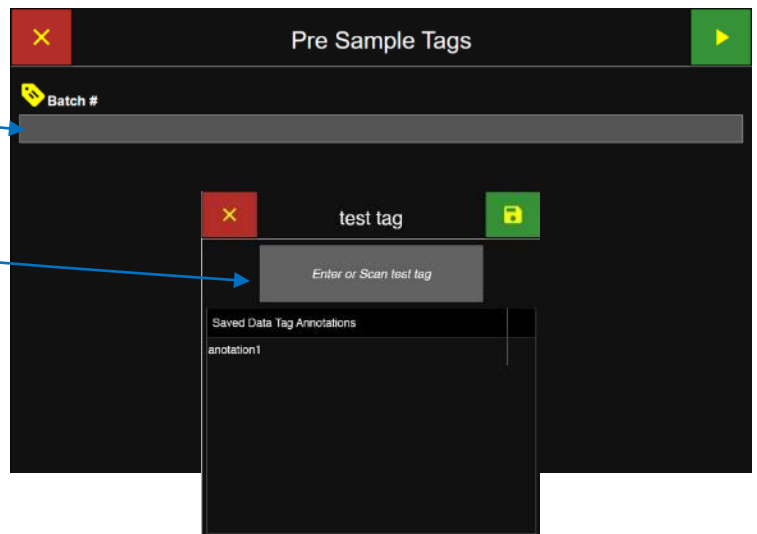 Pre Sample Tags
Batch #
test tag
Enter or Scan test tag
Saved Data Tag Annotations
anotation1